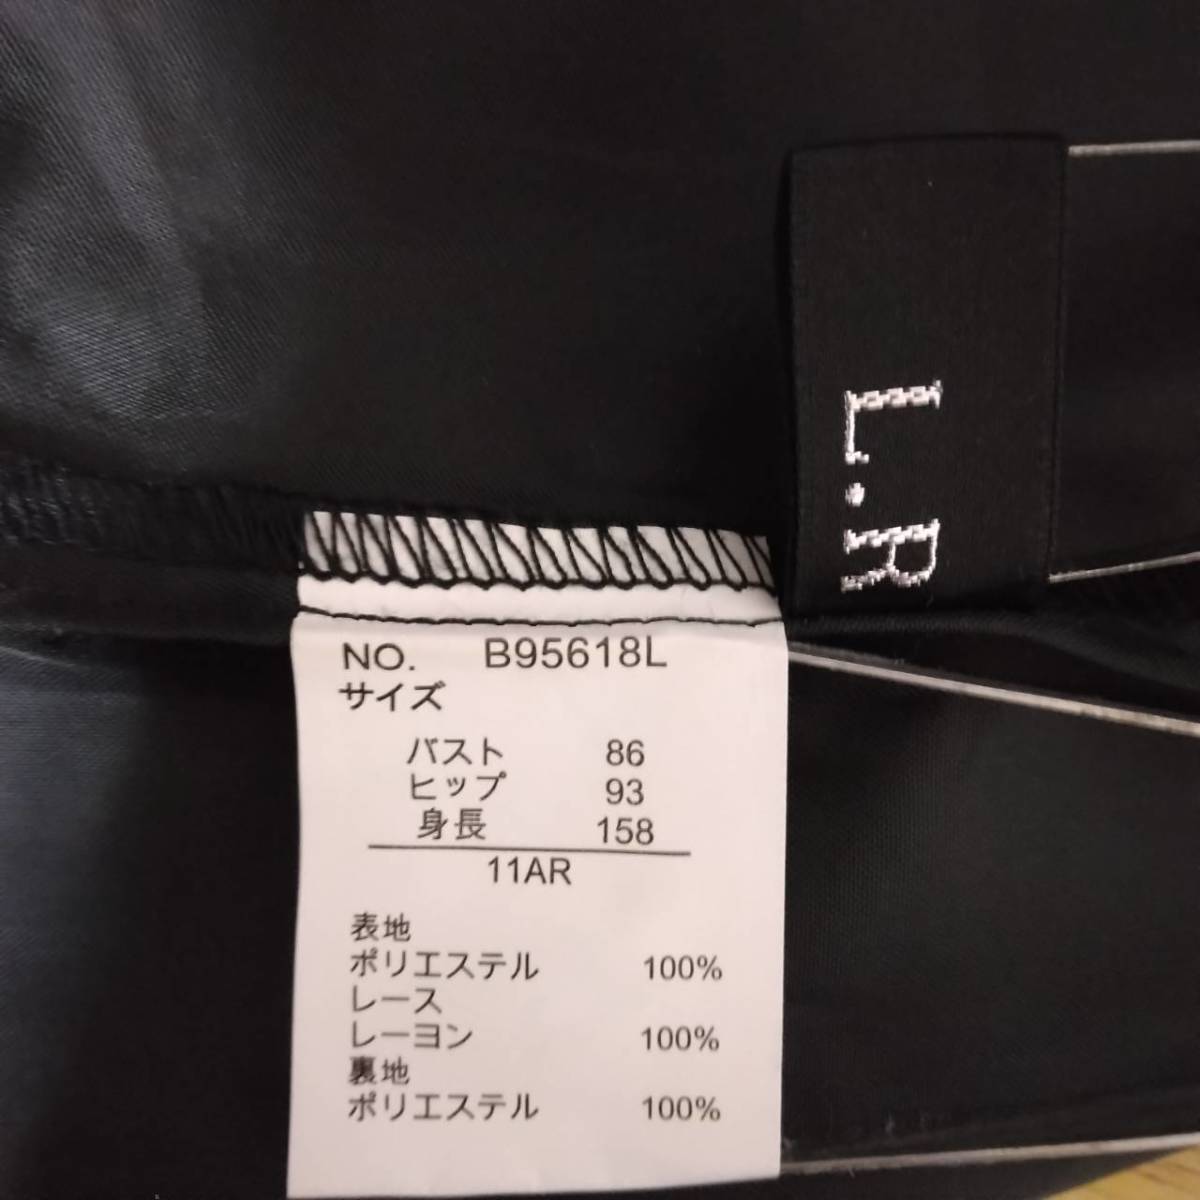 L.R
NO. B95618L
サイズ
バスト 86
ヒップ 93
身長 158
11AR
表地
ポリエステル 100%
レース
レーヨン 100%
裏地
ポリエステル 100%